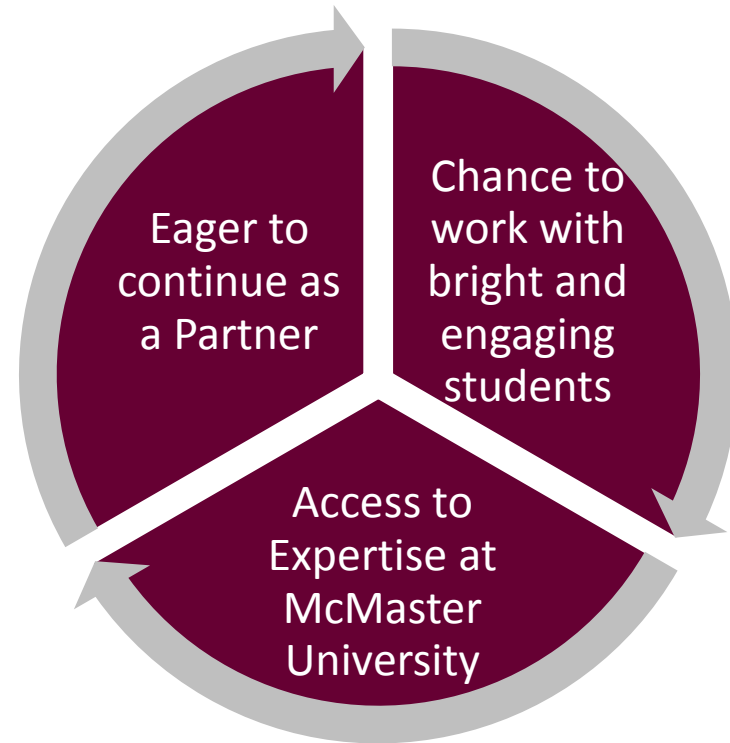 Chance to
work with
bright and
engaging
students
Access to
Expertise at
McMaster
University
Eager to
continue as
a Partner